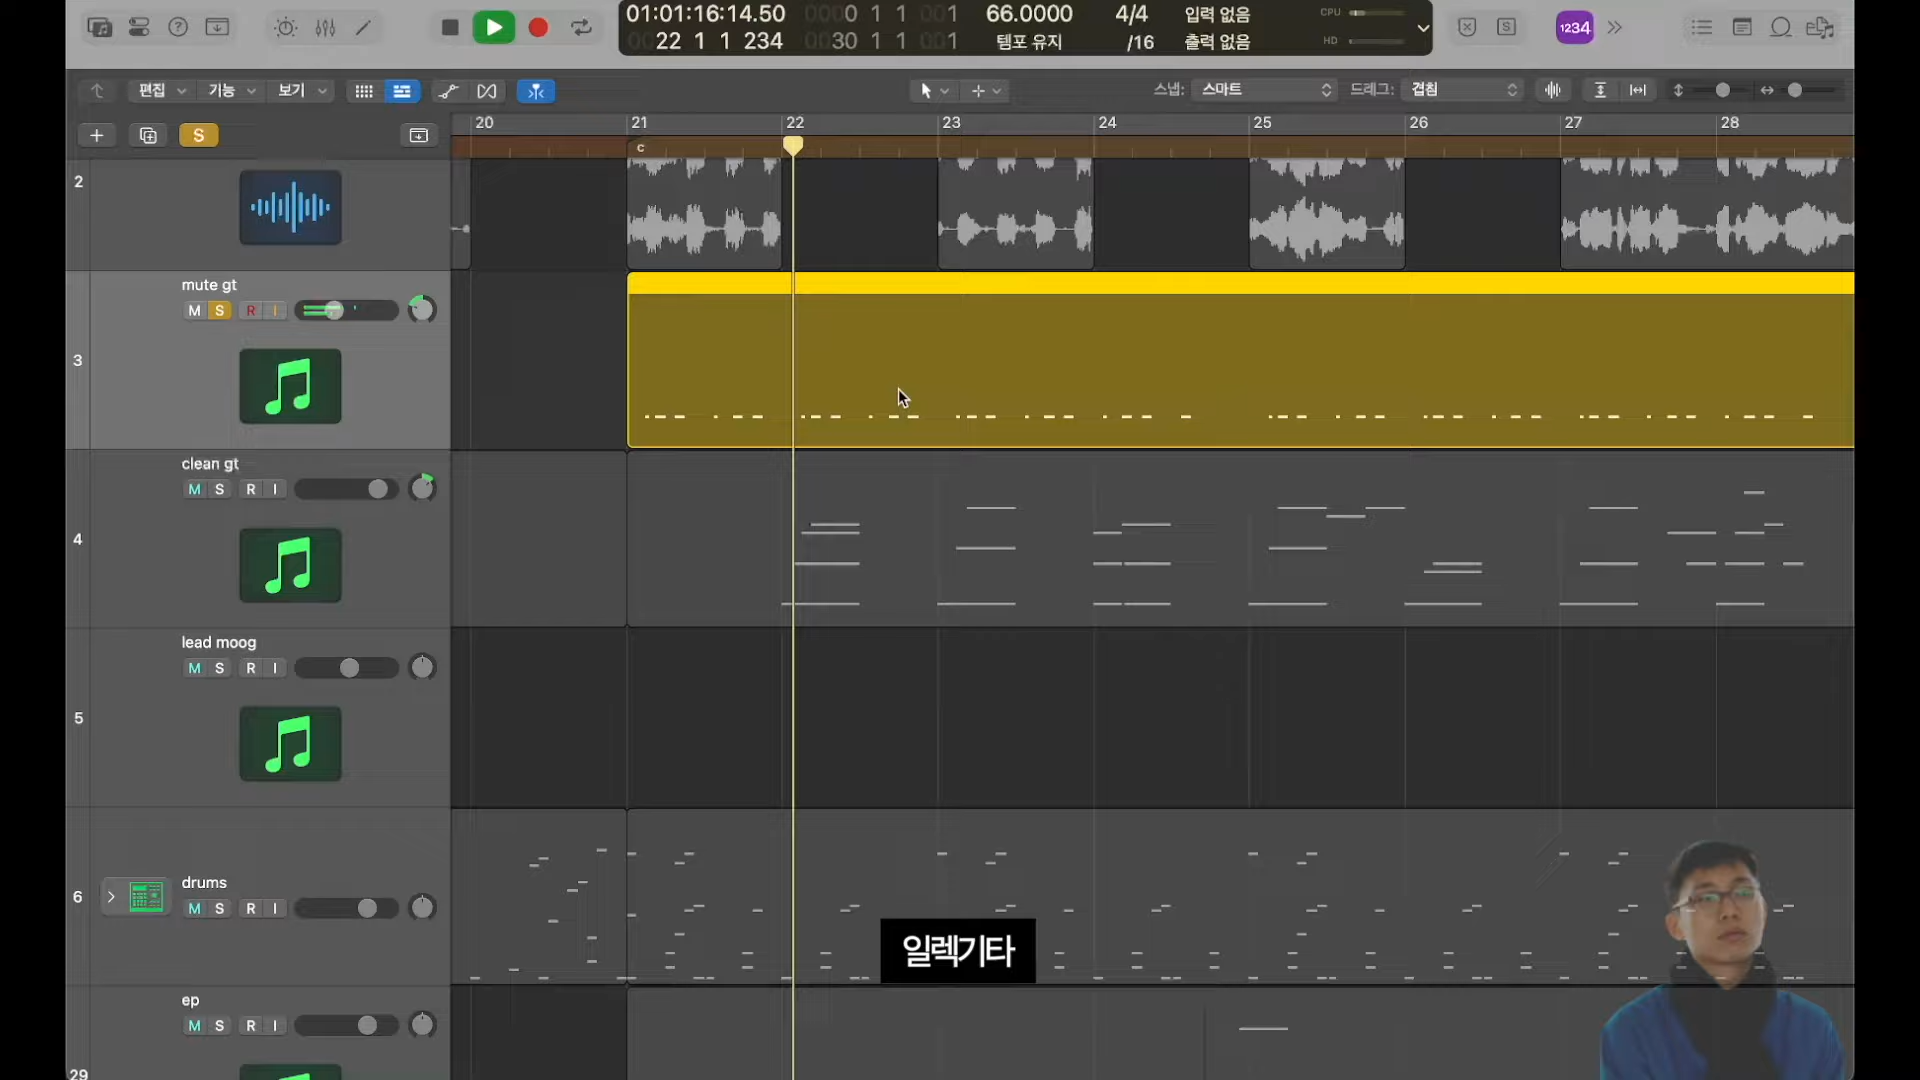 01:01:16:14.50
0000 1 1 001
66.0000
4/4
입력 없음
CPU
1234
0022 1 1 234
0030 1 1 001
템포 유지
/16
출력 없음
HD
편집
기능
보기
스냅:
스마트
드래그:
겹침
S
20
21
22
23
24
25
26
27
28
c
2
mute gt
M S R I
3
clean gt
M S R I
4
lead moog
M S R I
5
drums
M S R I
6
일렉기타
ep
M S R I
29